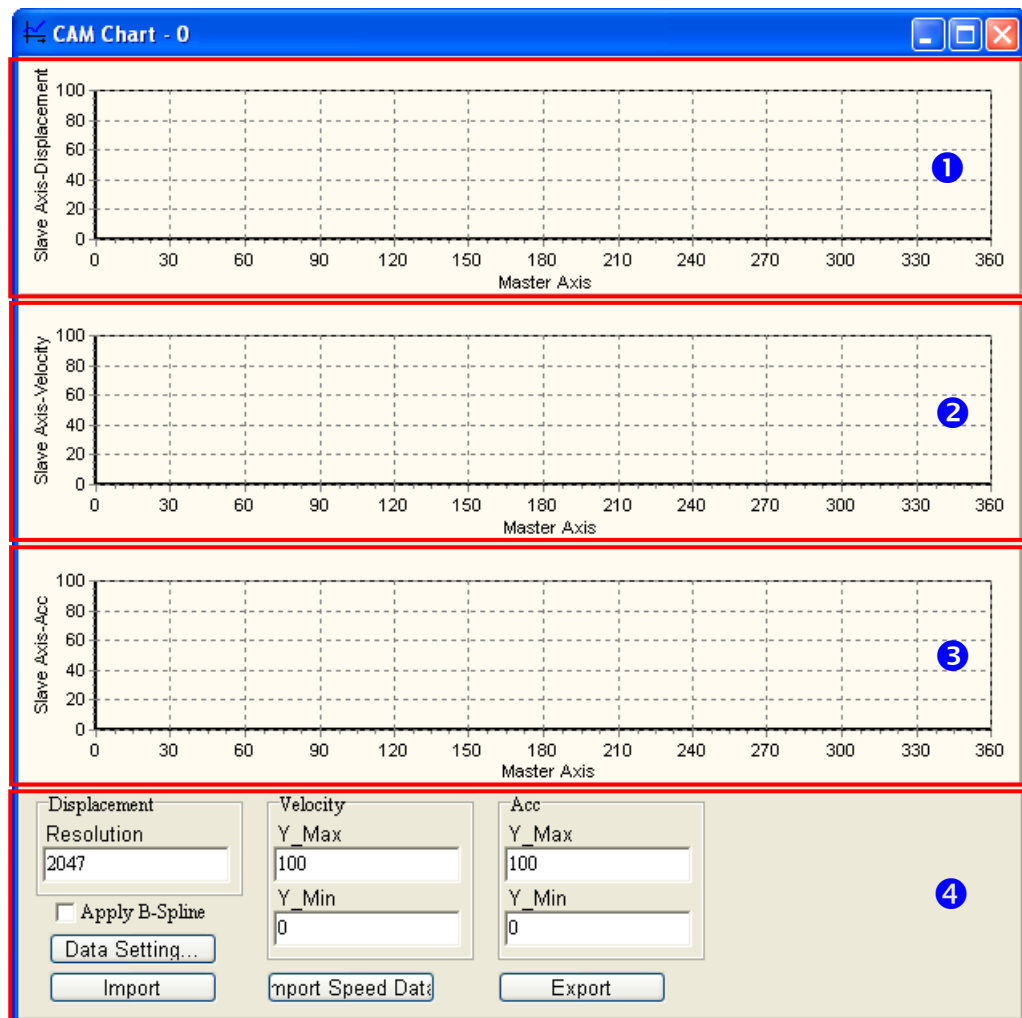 CAM Chart - 0
Slave Axis-Displacement
100
80
60
40
20
0
0 30 60 90 120 150 180 210 240 270 300 330 360
Master Axis
1
Slave Axis-Velocity
100
80
60
40
20
0
0 30 60 90 120 150 180 210 240 270 300 330 360
Master Axis
2
Slave Axis-Acc
100
80
60
40
20
0
0 30 60 90 120 150 180 210 240 270 300 330 360
Master Axis
3
Displacement
Resolution
2047
Apply B-Spline
Data Setting...
Import
Velocity
Y_Max
100
Y_Min
0
mport Speed Data
Acc
Y_Max
100
Y_Min
0
Export
4